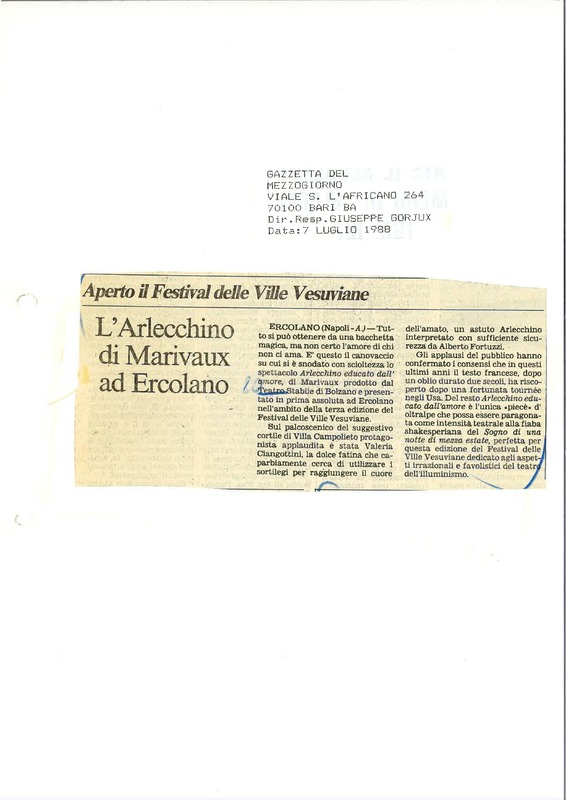 GAZZETTA DEL
MEZZOGIORNO
VIALE S. L'AFRICANO 264
70100 BARI BA
Dir.Resp.GIUSEPPE GORJUX
Data:7 LUGLIO 1988
Aperto il Festival delle Ville Vesuviane
L'Arlecchino
di Marivaux
ad Ercolano
ERCOLANO (Napoli - A.) — Tut-
to si può ottenere da una bacchetta
magica, ma non certo l'amore di chi
non ci ama. E' questo il canovaccio
su cui si è snodato con scioltezza lo
spettacolo Arlecchino educato dall'
amore, di Marivaux prodotto dal
Teatro Stabile di Bolzano e presen-
tato in prima assoluta ad Ercolano
nell'ambito della terza edizione del
Festival delle Ville Vesuviane.
Sul palcoscenico del suggestivo
cortile di Villa Campolieto protago-
nista applaudita è stata Valeria
Ciangottini, la dolce fatina che ca-
parbiamente cerca di utilizzare i
sortilegi per raggiungere il cuore
dell'amato, un astuto Arlecchino
interpretato con sufficiente sicu-
rezza da Alberto Fortuzzi.
Gli applausi del pubblico hanno
confermato i consensi che in questi
ultimi anni il testo francese, dopo
un oblio durato due secoli, ha risco-
perto dopo una fortunata tournée
negli Usa. Del resto Arlecchino edu-
cato dall'amore è l'unica «piecè» d'
oltralpe che possa essere paragona-
ta come intensità teatrale alla fiaba
shakesperiana del Sogno di una
notte di mezza estate, perfetta per
questa edizione del Festival delle
Ville Vesuviane dedicato agli aspet-
ti irrazionali e favolistici del teatro
dell'illuminismo.